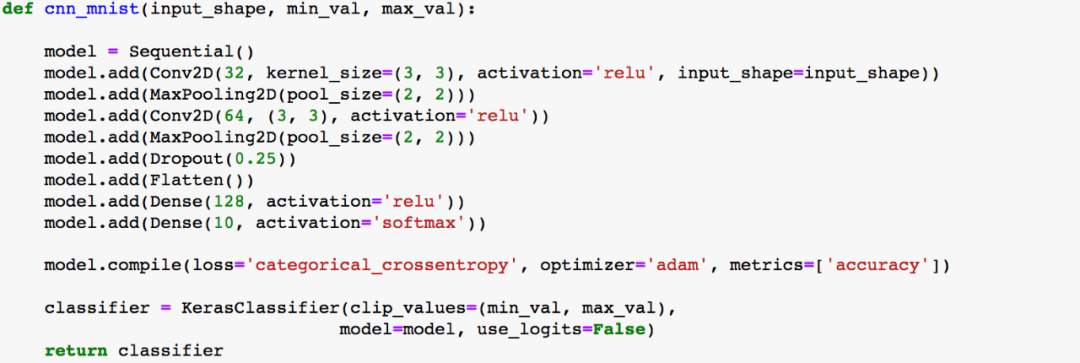 def cnn_mnist(input_shape, min_val, max_val):
    model = Sequential()
    model.add(Conv2D(32, kernel_size=(3, 3), activation='relu', input_shape=input_shape))
    model.add(MaxPooling2D(pool_size=(2, 2)))
    model.add(Conv2D(64, (3, 3), activation='relu'))
    model.add(MaxPooling2D(pool_size=(2, 2)))
    model.add(Dropout(0.25))
    model.add(Flatten())
    model.add(Dense(128, activation='relu'))
    model.add(Dense(10, activation='softmax'))
    model.compile(loss='categorical_crossentropy', optimizer='adam', metrics=['accuracy'])
    classifier = KerasClassifier(clip_values=(min_val, max_val),
                                 model=model, use_logits=False)
    return classifier